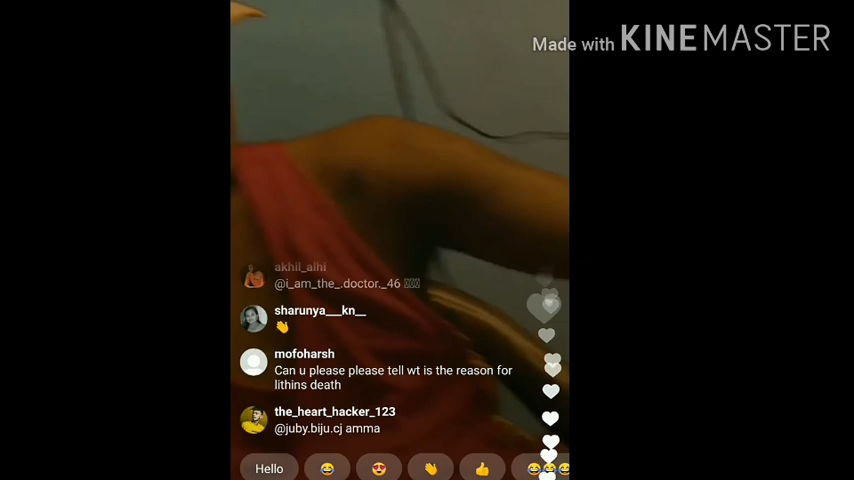 Made with KINEMASTER
akhil_alhi
@i_am_the_.doctor._46
sharunya___kn__
👏
mofoharsh
Can u please please tell wt is the reason for
lithins death
the_heart_hacker_123
@juby.biju.cj amma
Hello 😂 😍 👏 👍 😂😂😂